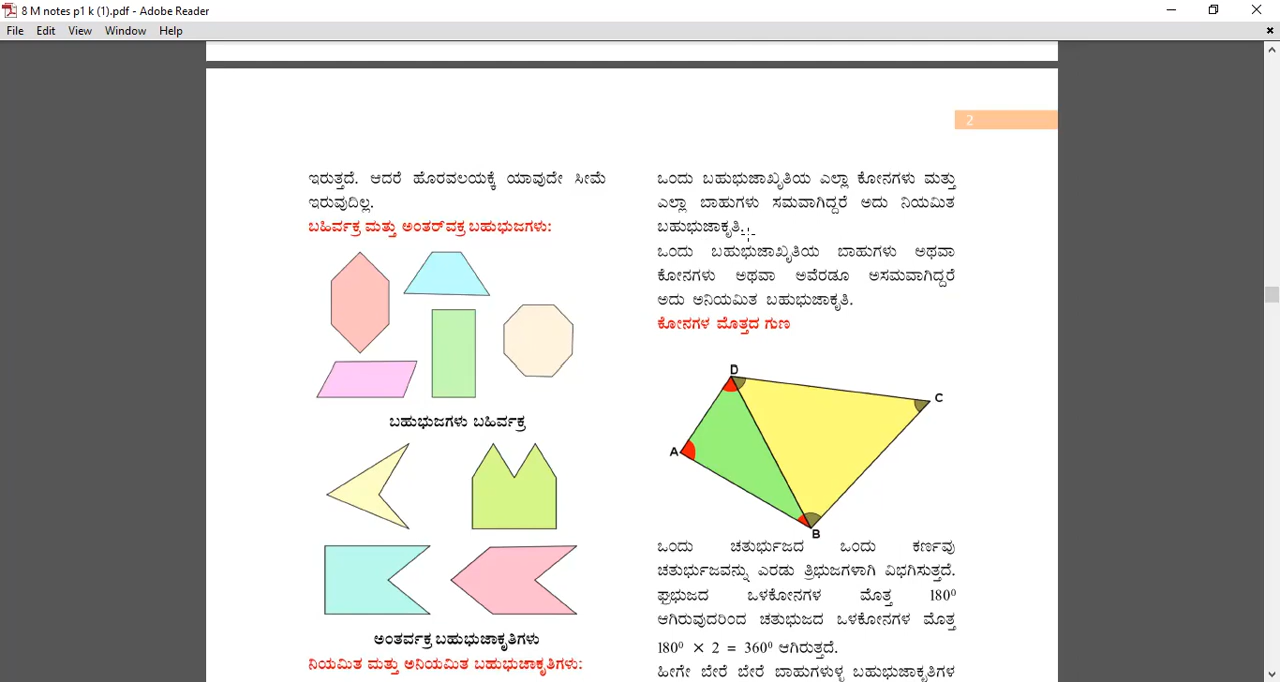 8 M notes p1 k (1).pdf - Adobe Reader
File Edit View Window Help
2
ಇರುತ್ತದೆ. ಆದರೆ ಹೊರವಲಯಕ್ಕೆ ಯಾವುದೇ ಸೀಮೆ
ಇರುವುದಿಲ್ಲ.
ಬಹಿರ್ವಕ್ರ ಮತ್ತು ಅಂತರ್‌ವಕ್ರ ಬಹುಭುಜಗಳು:
ಬಹುಭುಜಗಳು ಬಹಿರ್ವಕ್ರ
ಅಂತರ್ವಕ್ರ ಬಹುಭುಜಾಕೃತಿಗಳು
ನಿಯಮಿತ ಮತ್ತು ಅನಿಯಮಿತ ಬಹುಭುಜಾಕೃತಿಗಳು:
ಒಂದು ಬಹುಭುಜಾಖೃತಿಯ ಎಲ್ಲಾ ಕೋನಗಳು ಮತ್ತು
ಎಲ್ಲಾ ಬಾಹುಗಳು ಸಮವಾಗಿದ್ದರೆ ಅದು ನಿಯಮಿತ
ಬಹುಭುಜಾಕೃತಿ.
ಒಂದು ಬಹುಭುಜಾಖೃತಿಯ ಬಾಹುಗಳು ಅಥವಾ
ಕೋನಗಳು ಅಥವಾ ಅವೆರಡೂ ಅಸಮವಾಗಿದ್ದರೆ
ಅದು ಅನಿಯಮಿತ ಬಹುಭುಜಾಕೃತಿ.
ಕೋನಗಳ ಮೊತ್ತದ ಗುಣ
D
C
A
B
ಒಂದು ಚತುರ್ಭುಜದ ಒಂದು ಕರ್ಣವು
ಚತುರ್ಭುಜವನ್ನು ಎರಡು ತ್ರಿಭುಜಗಳಾಗಿ ವಿಭಗಿಸುತ್ತದೆ.
ಒಳಕೋನಗಳ ಮೊತ್ತ 180⁰
ಆಗಿರುವುದರಿಂದ ಚತುಭುಜದ ಒಳಕೋನಗಳ ಮೊತ್ತ
180⁰ × 2 = 360⁰ ಆಗಿರುತ್ತದೆ.
ಹೀಗೇ ಬೇರೆ ಬೇರೆ ಬಾಹುಗಳುಳ್ಳ ಬಹುಭುಜಾಕೃತಿಗಳ